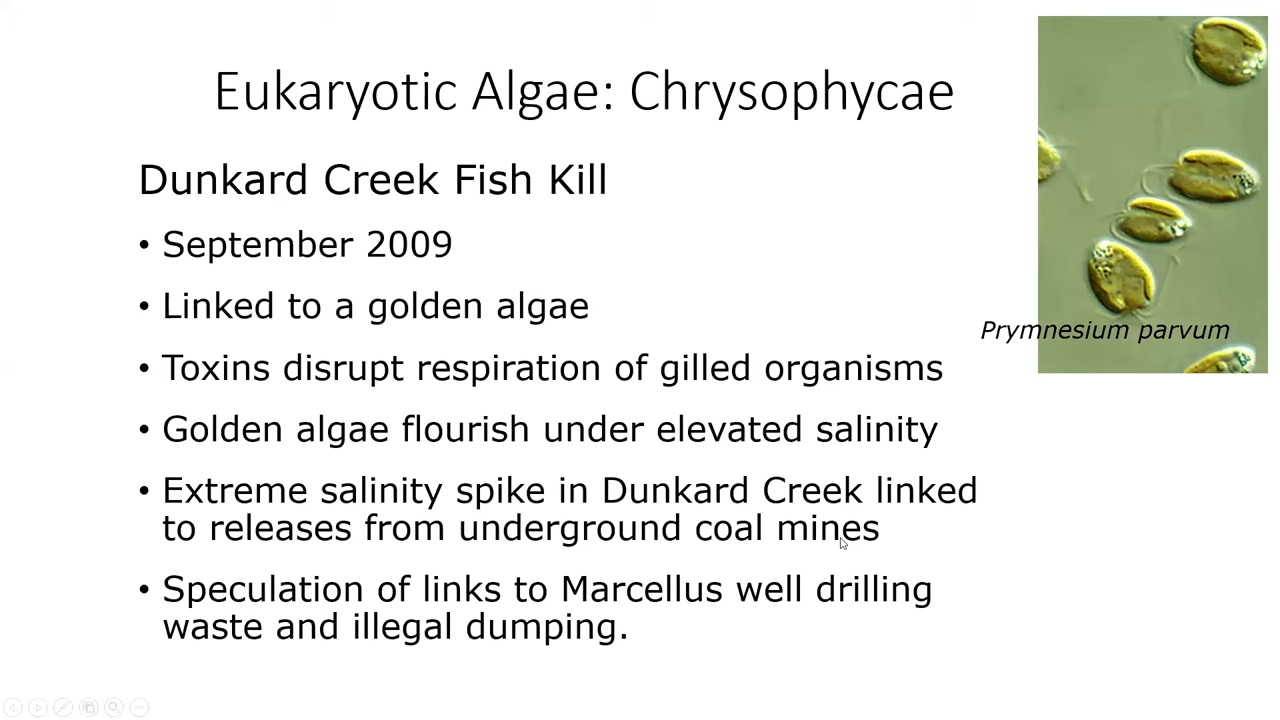 Eukaryotic Algae: Chrysophycae
Dunkard Creek Fish Kill
• September 2009
• Linked to a golden algae
Prymnesium parvum
• Toxins disrupt respiration of gilled organisms
• Golden algae flourish under elevated salinity
• Extreme salinity spike in Dunkard Creek linked
to releases from underground coal mines
• Speculation of links to Marcellus well drilling
waste and illegal dumping.